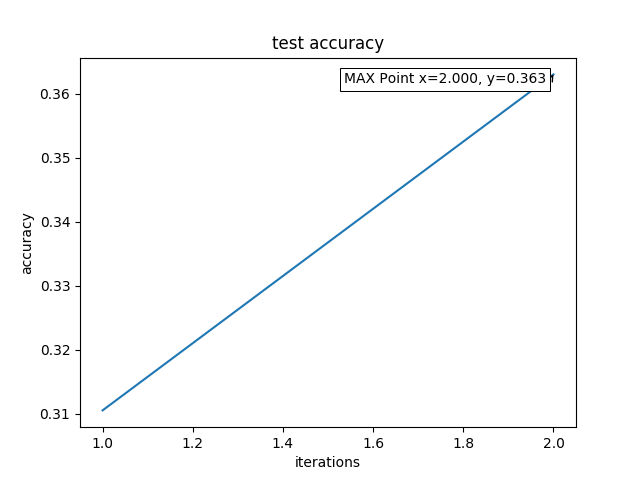 test accuracy
MAX Point x=2.000, y=0.363
0.36
0.35
0.34
0.33
0.32
0.31
accuracy
1.0 1.2 1.4 1.6 1.8 2.0
iterations